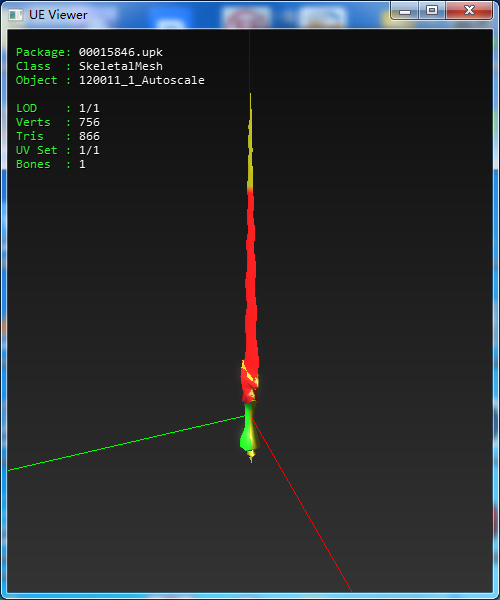 UE Viewer
Package: 00015846.upk
Class : SkeletalMesh
Object : 120011_1_Autoscale
LOD : 1/1
Verts : 756
Tris : 866
UV Set : 1/1
Bones : 1